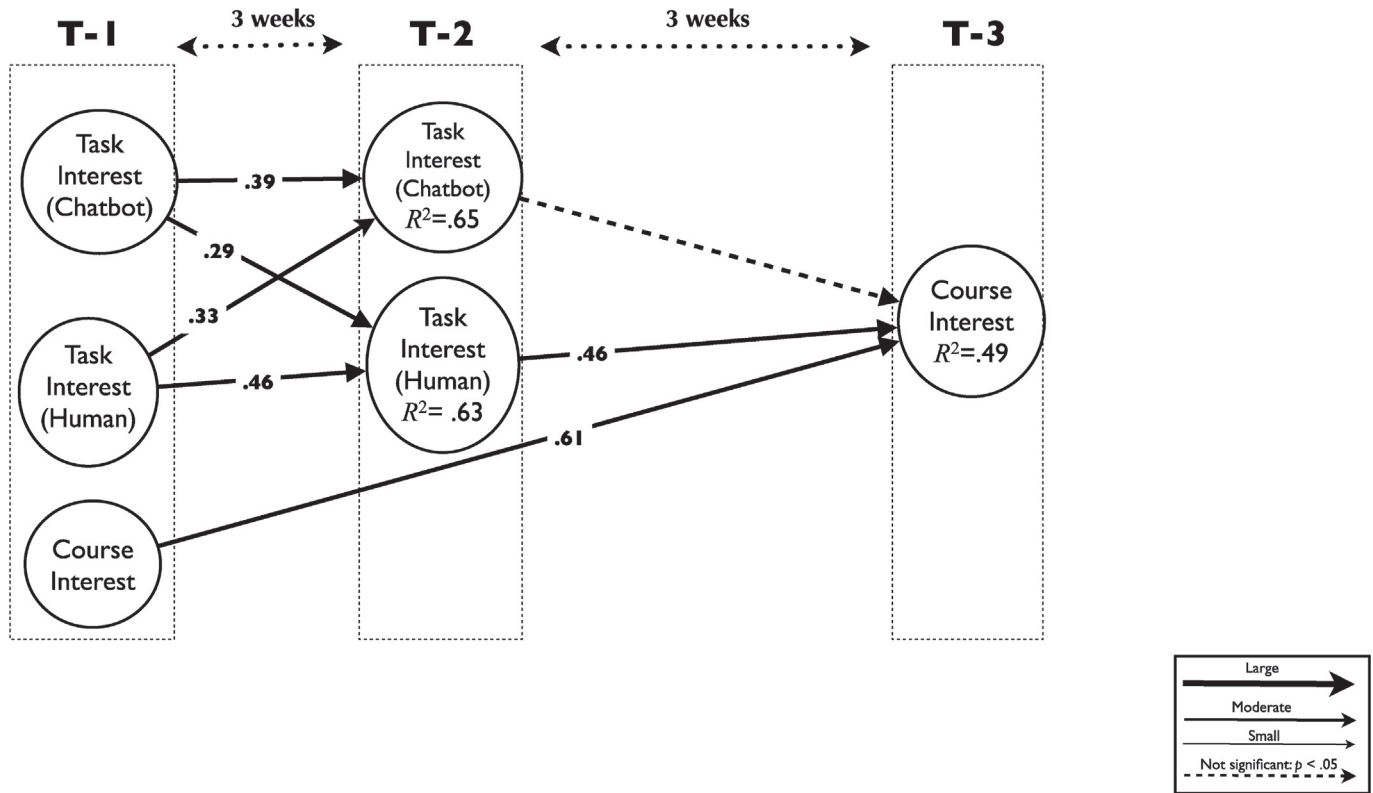 T-1
3 weeks
T-2
3 weeks
T-3
Task
Interest
(Chatbot)
Task
Interest
(Human)
Course
Interest
.39
.29
.33
.46
Task
Interest
(Chatbot)
R²=.65
Task
Interest
(Human)
R²= .63
.46
.61
Course
Interest
R²=.49
Large
Moderate
Small
Not significant: p < .05